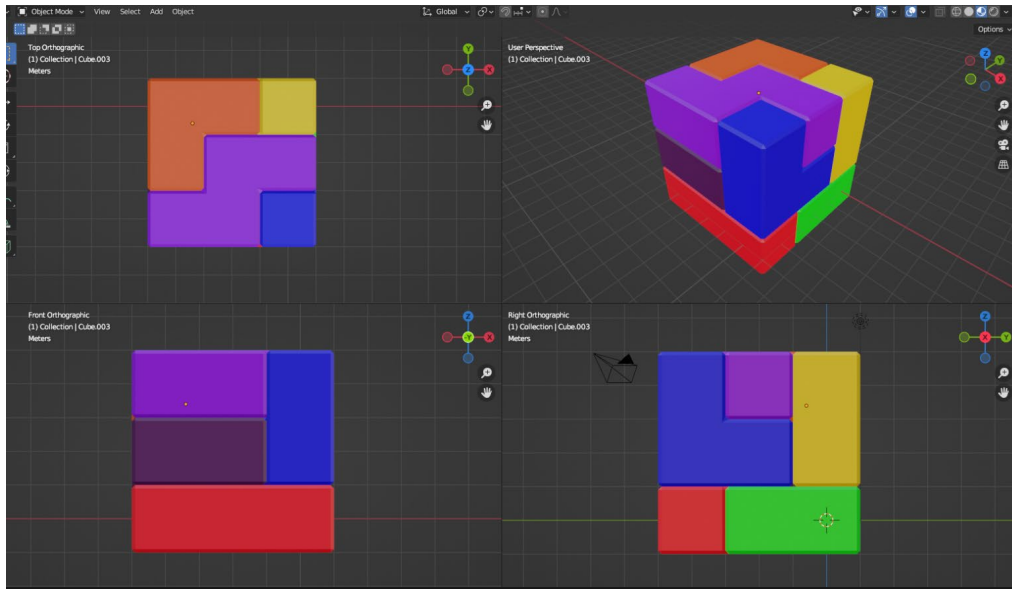 Object Mode View Select Add Object Global
Options
Top Orthographic
(1) Collection | Cube.003
Meters
Y
X
Z
User Perspective
(1) Collection | Cube.003
Z
Y
X
Front Orthographic
(1) Collection | Cube.003
Meters
Z
X
-Y
Right Orthographic
(1) Collection | Cube.003
Meters
Z
X
Y